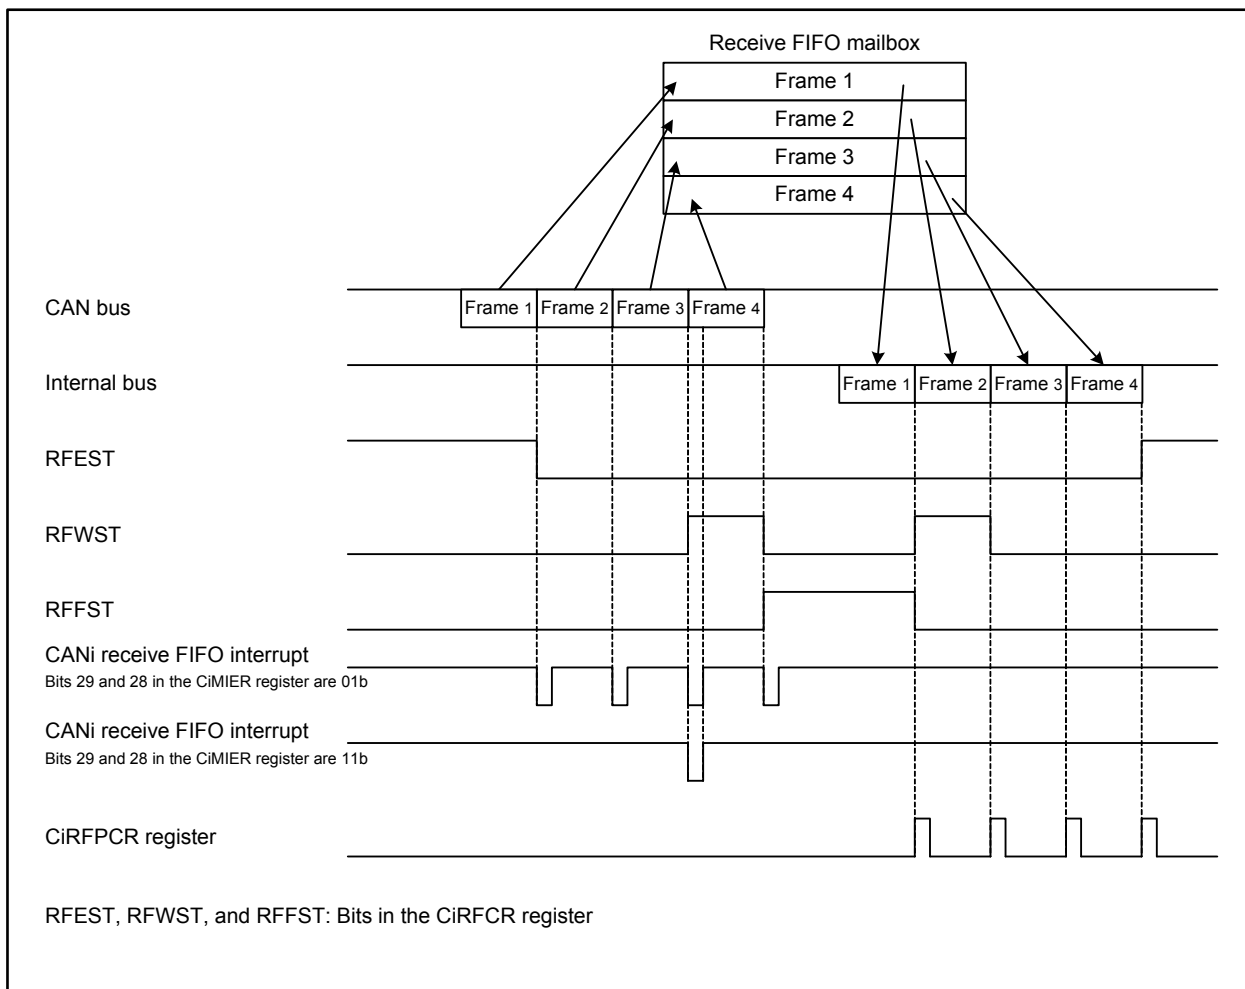 Receive FIFO mailbox
Frame 1
Frame 2
Frame 3
Frame 4
CAN bus
Frame 1 Frame 2 Frame 3 Frame 4
Internal bus
Frame 1 Frame 2 Frame 3 Frame 4
RFEST
RFWST
RFFST
CANi receive FIFO interrupt
Bits 29 and 28 in the CiMIER register are 01b
CANi receive FIFO interrupt
Bits 29 and 28 in the CiMIER register are 11b
CiRFPCR register
RFEST, RFWST, and RFFST: Bits in the CiRFCR register